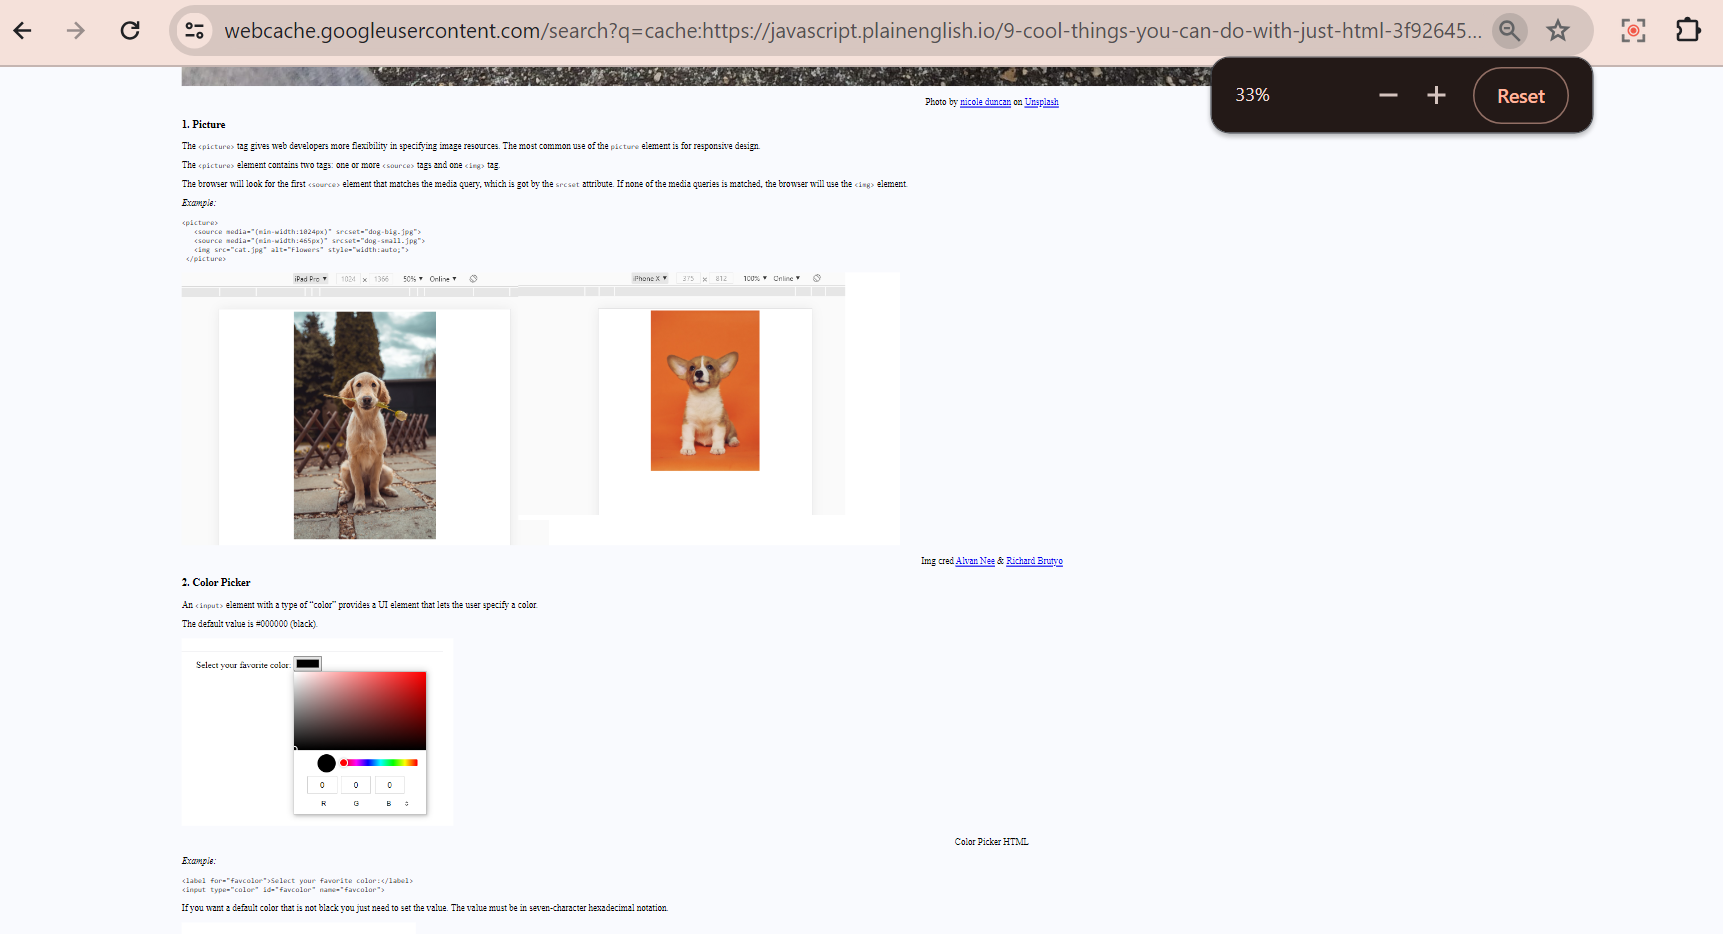 webcache.googleusercontent.com/search?q=cache:https://javascript.plainenglish.io/9-cool-things-you-can-do-with-just-html-3f92645...
33%
Reset
Photo by nicole duncan on Unsplash
1. Picture
The <picture> tag gives web developers more flexibility in specifying image resources. The most common use of the picture element is for responsive design.
The <picture> element contains two tags: one or more <source> tags and one <img> tag.
The browser will look for the first <source> element that matches the media query, which is got by the srcset attribute. If none of the media queries is matched, the browser will use the <img> element.
Example:
<picture>
<source media="(min-width:1024px)" srcset="dog-big.jpg">
<source media="(min-width:465px)" srcset="dog-small.jpg">
<img src="cat.jpg" alt="Flowers" style="width:auto;">
</picture>
iPad Pro ▼ 1024 x 1366 50% ▼ Online ▼
iPhone X ▼ 375 x 812 100% ▼ Online ▼
Img cred Alvan Nee & Richard Brutyo
2. Color Picker
An <input> element with a type of “color” provides a UI element that lets the user specify a color.
The default value is #000000 (black).
Select your favorite color:
0 0 0
R G B
Color Picker HTML
Example:
<label for="favcolor">Select your favorite color:</label>
<input type="color" id="favcolor" name="favcolor">
If you want a default color that is not black you just need to set the value. The value must be in seven-character hexadecimal notation.